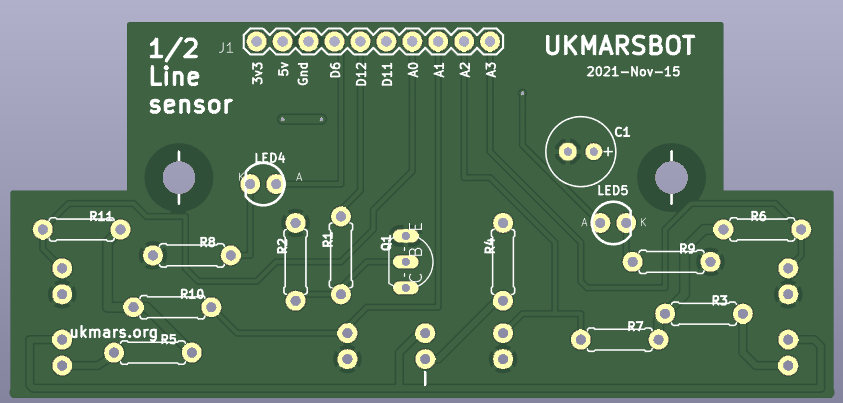 1/2
Line
sensor
J1
3v3
5v
Gnd
D6
D12
D11
A0
A1
A2
A3
UKMARSBOT
2021-Nov-15
C1
+
LED4
K
A
LED5
A
K
R11
R8
R2
R1
Q1
C-B-E
R4
R9
R6
R10
R3
ukmars.org
R5
R7